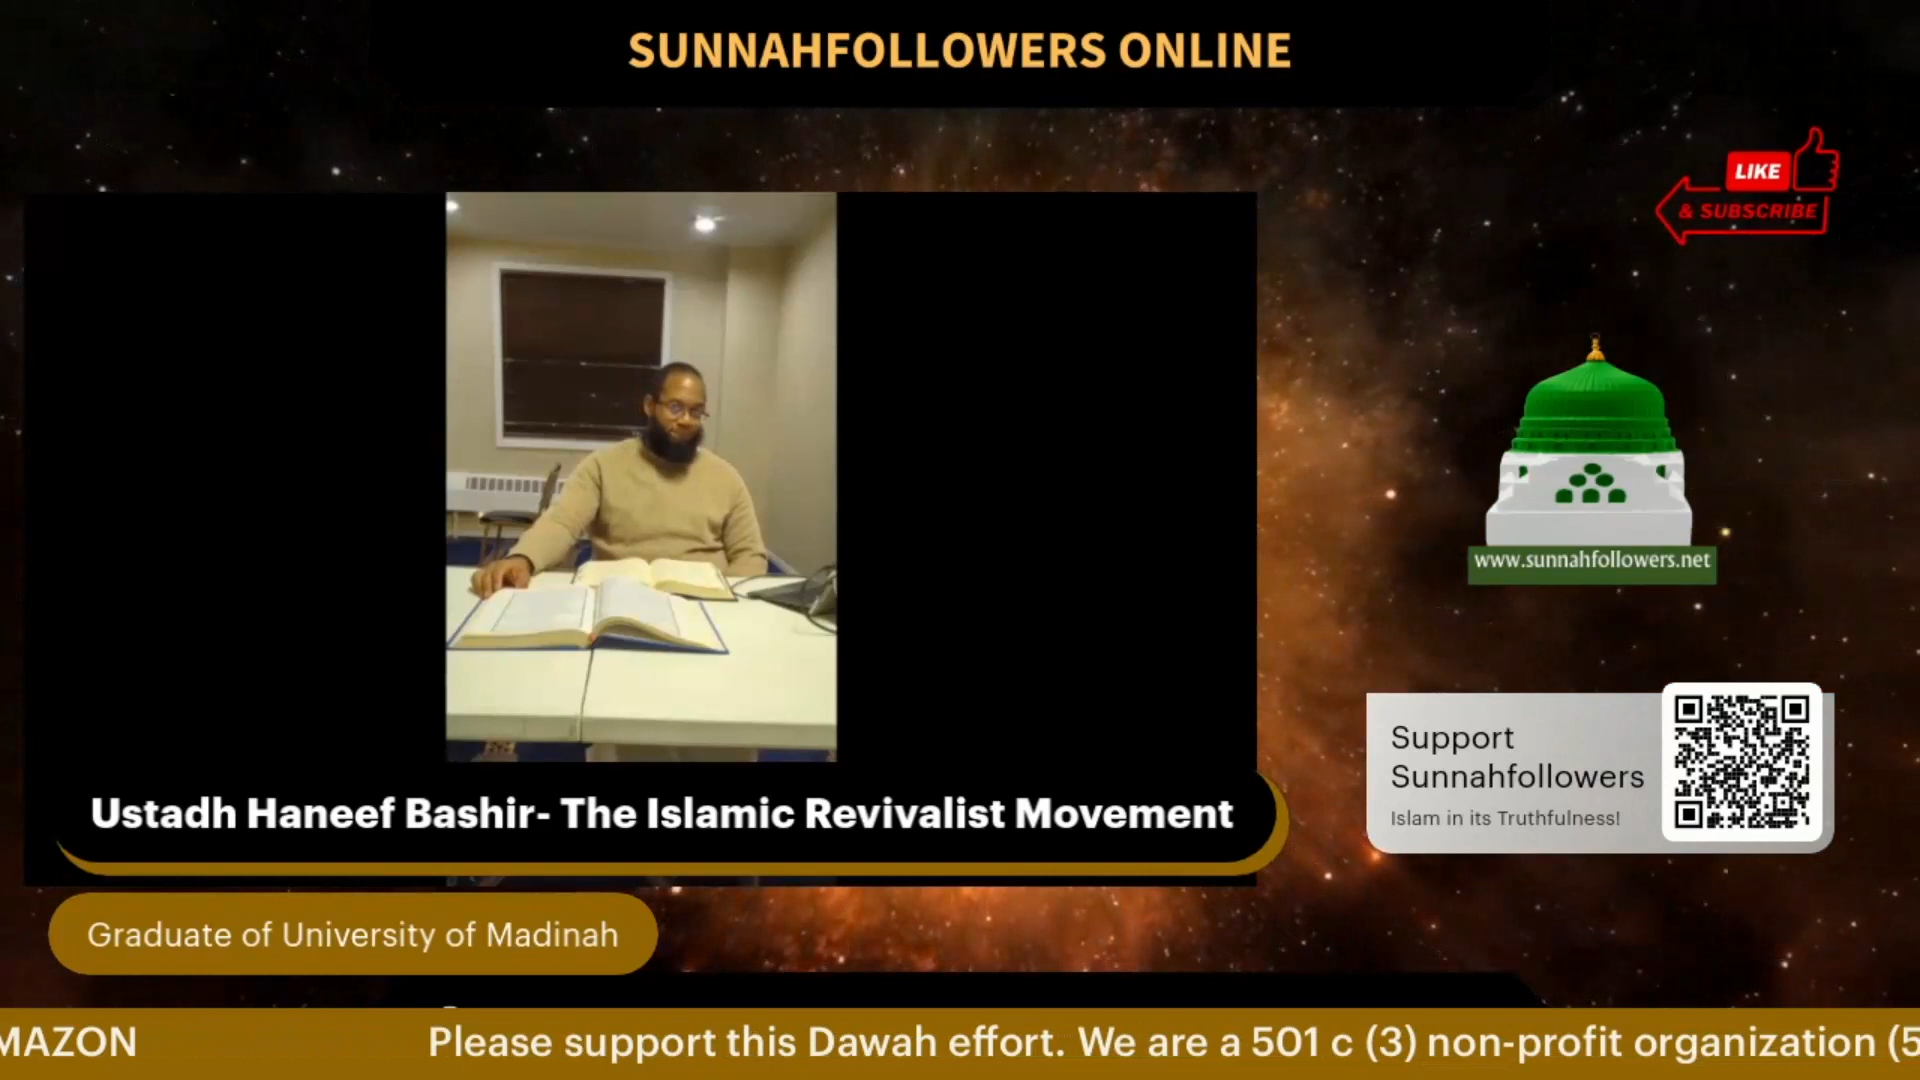 SUNNAHFOLLOWERS ONLINE
LIKE
& SUBSCRIBE
www.sunnahfollowers.net
Support
Sunnahfollowers
Islam in its Truthfulness!
Ustadh Haneef Bashir- The Islamic Revivalist Movement
Graduate of University of Madinah
MAZON Please support this Dawah effort. We are a 501 c (3) non-profit organization (5